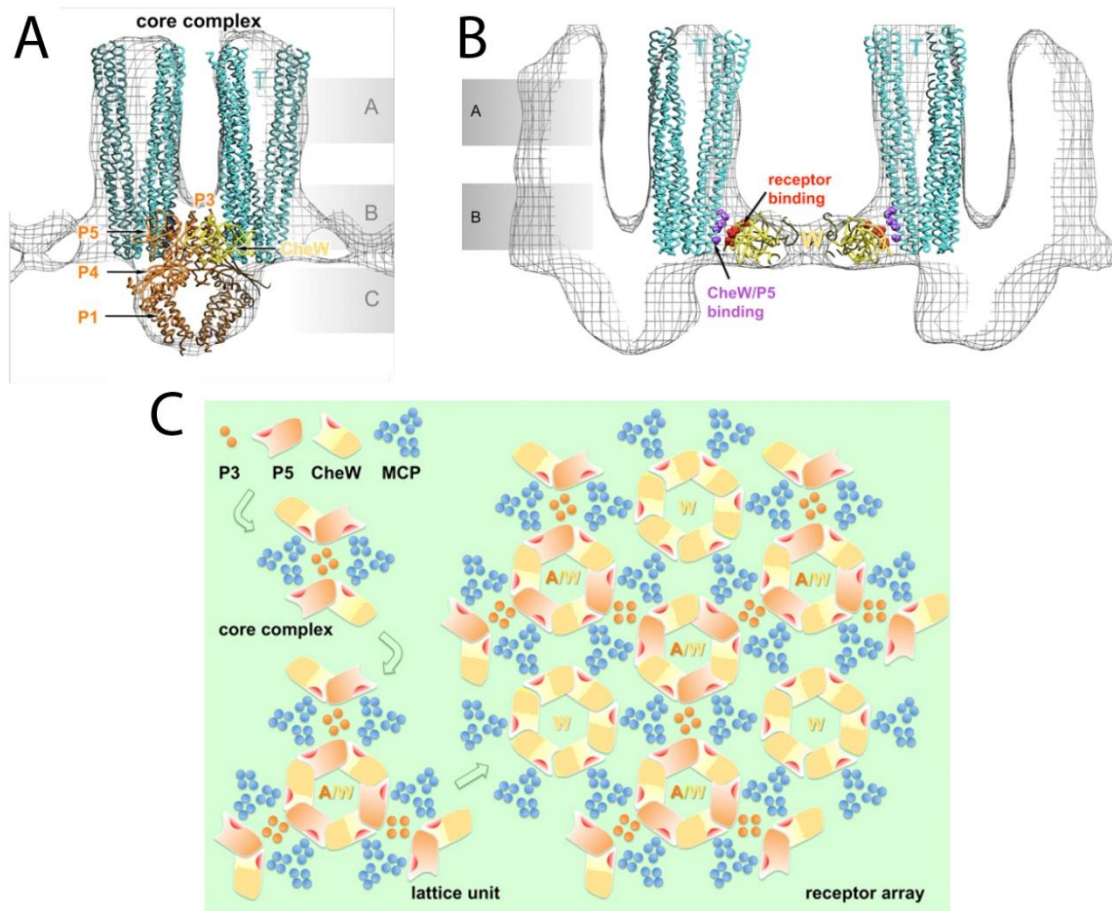 A
core complex
T
A
P3
P5
B
CheW
P4
C
P1
B
T
T
A
B
receptor
binding
W
CheW/P5
binding
C
P3
P5
CheW
MCP
core complex
A/W
lattice unit
W
A/W
A/W
A/W
W
W
A/W
receptor array